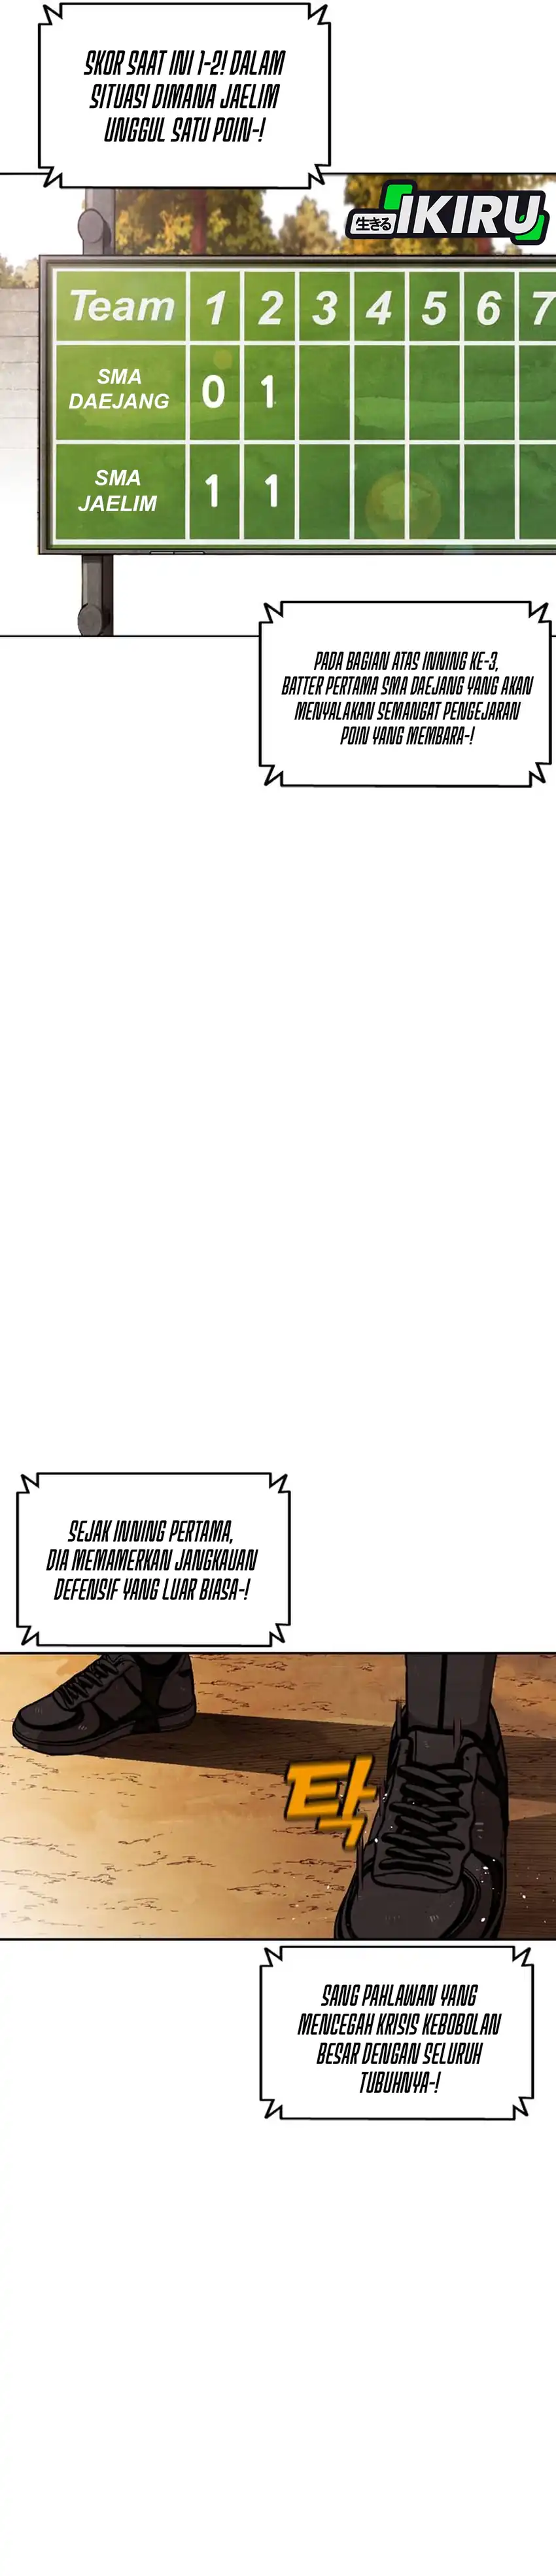 SKOR SAAT INI 1-2! DALAM
SITUASI DIMANA JAELIM
UNGGUL SATU POIN-!
生きる IKIRU
Team 1 2 3 4 5 6 7
SMA
DAEJANG 0 1
SMA
JAELIM 1 1
PADA BAGIAN ATAS INNING KE-3,
BATTER PERTAMA SMA DAEJANG YANG AKAN
MENYALAKAN SEMANGAT PENGEJARAN
POIN YANG MEMBARA-!
SEJAK INNING PERTAMA,
DIA MEMAMERKAN JANGKAUAN
DEFENSIF YANG LUAR BIASA-!
탁
SANG PAHLAWAN YANG
MENCEGAH KRISIS KEBOBOLAN
BESAR DENGAN SELURUH
TUBUHNYA-!